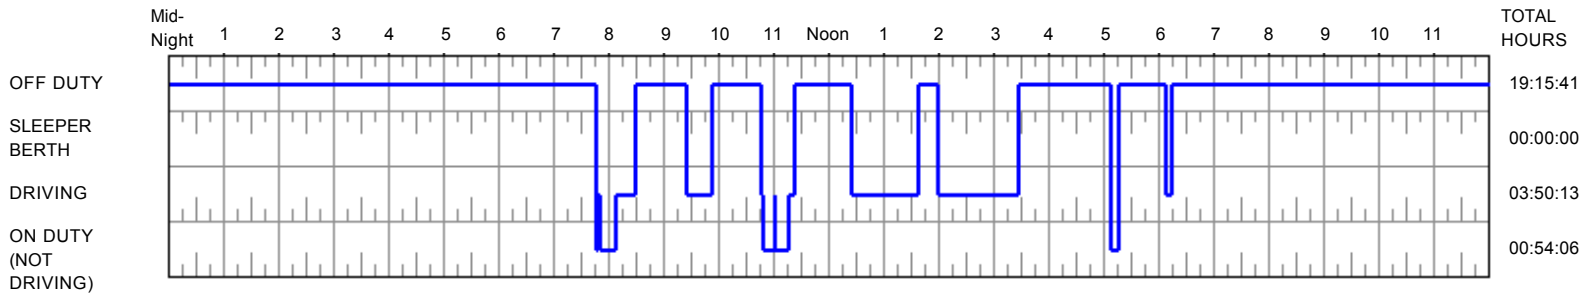 Mid-
Night 1 2 3 4 5 6 7 8 9 10 11 Noon 1 2 3 4 5 6 7 8 9 10 11
TOTAL
HOURS
OFF DUTY 19:15:41
SLEEPER
BERTH 00:00:00
DRIVING 03:50:13
ON DUTY
(NOT
DRIVING) 00:54:06